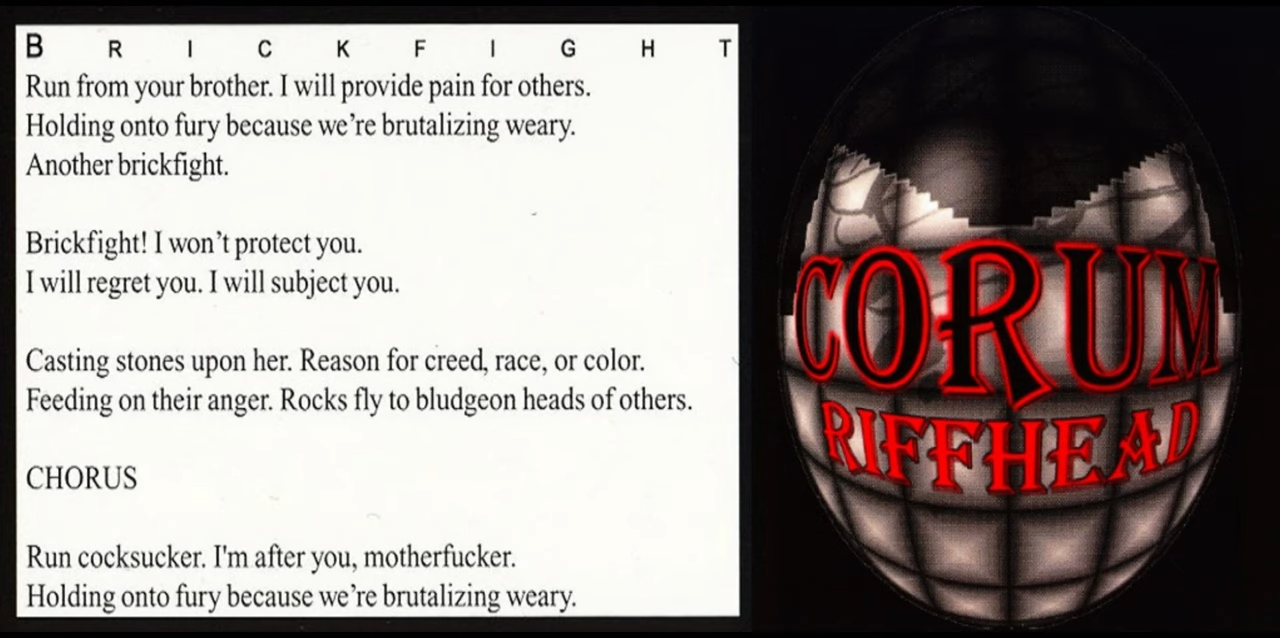 B R I C K F I G H T
Run from your brother. I will provide pain for others.
Holding onto fury because we’re brutalizing weary.
Another brickfight.
Brickfight! I won’t protect you.
I will regret you. I will subject you.
Casting stones upon her. Reason for creed, race, or color.
Feeding on their anger. Rocks fly to bludgeon heads of others.
CHORUS
Run cocksucker. I'm after you, motherfucker.
Holding onto fury because we’re brutalizing weary.
CORUM
RIFFHEAD